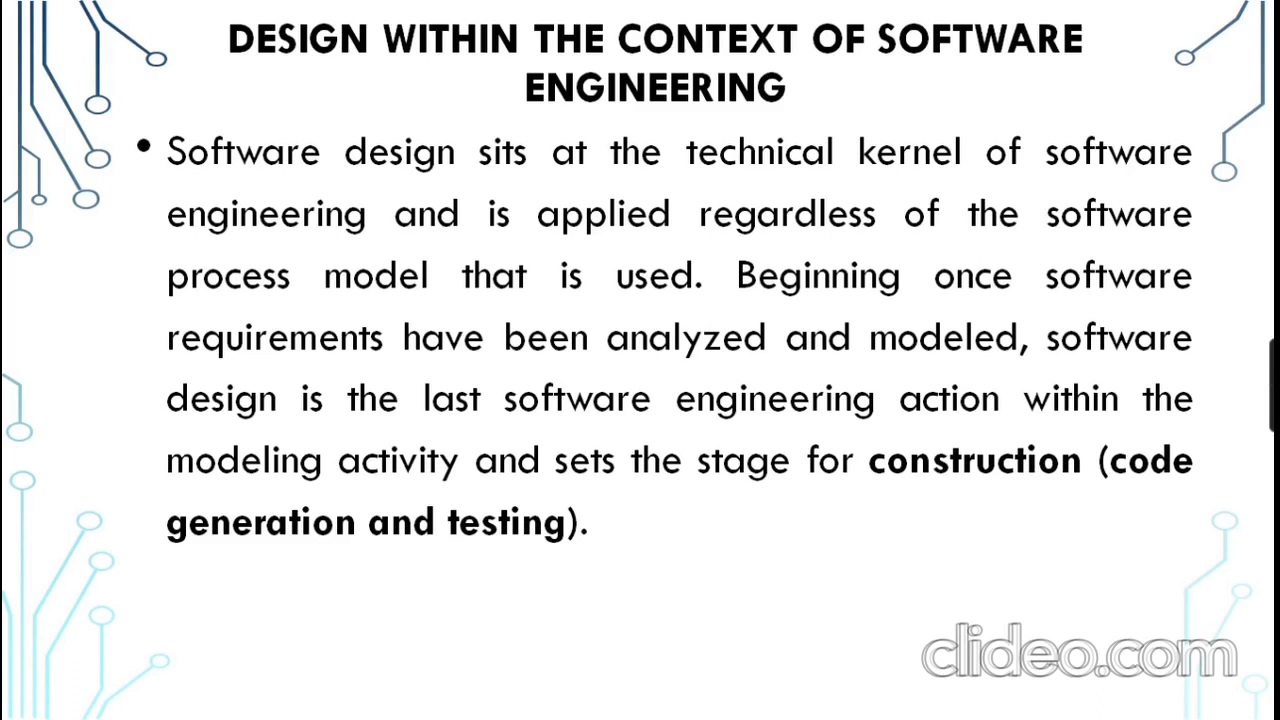 DESIGN WITHIN THE CONTEXT OF SOFTWARE
ENGINEERING
• Software design sits at the technical kernel of software
engineering and is applied regardless of the software
process model that is used. Beginning once software
requirements have been analyzed and modeled, software
design is the last software engineering action within the
modeling activity and sets the stage for construction (code
generation and testing).
clideo.com